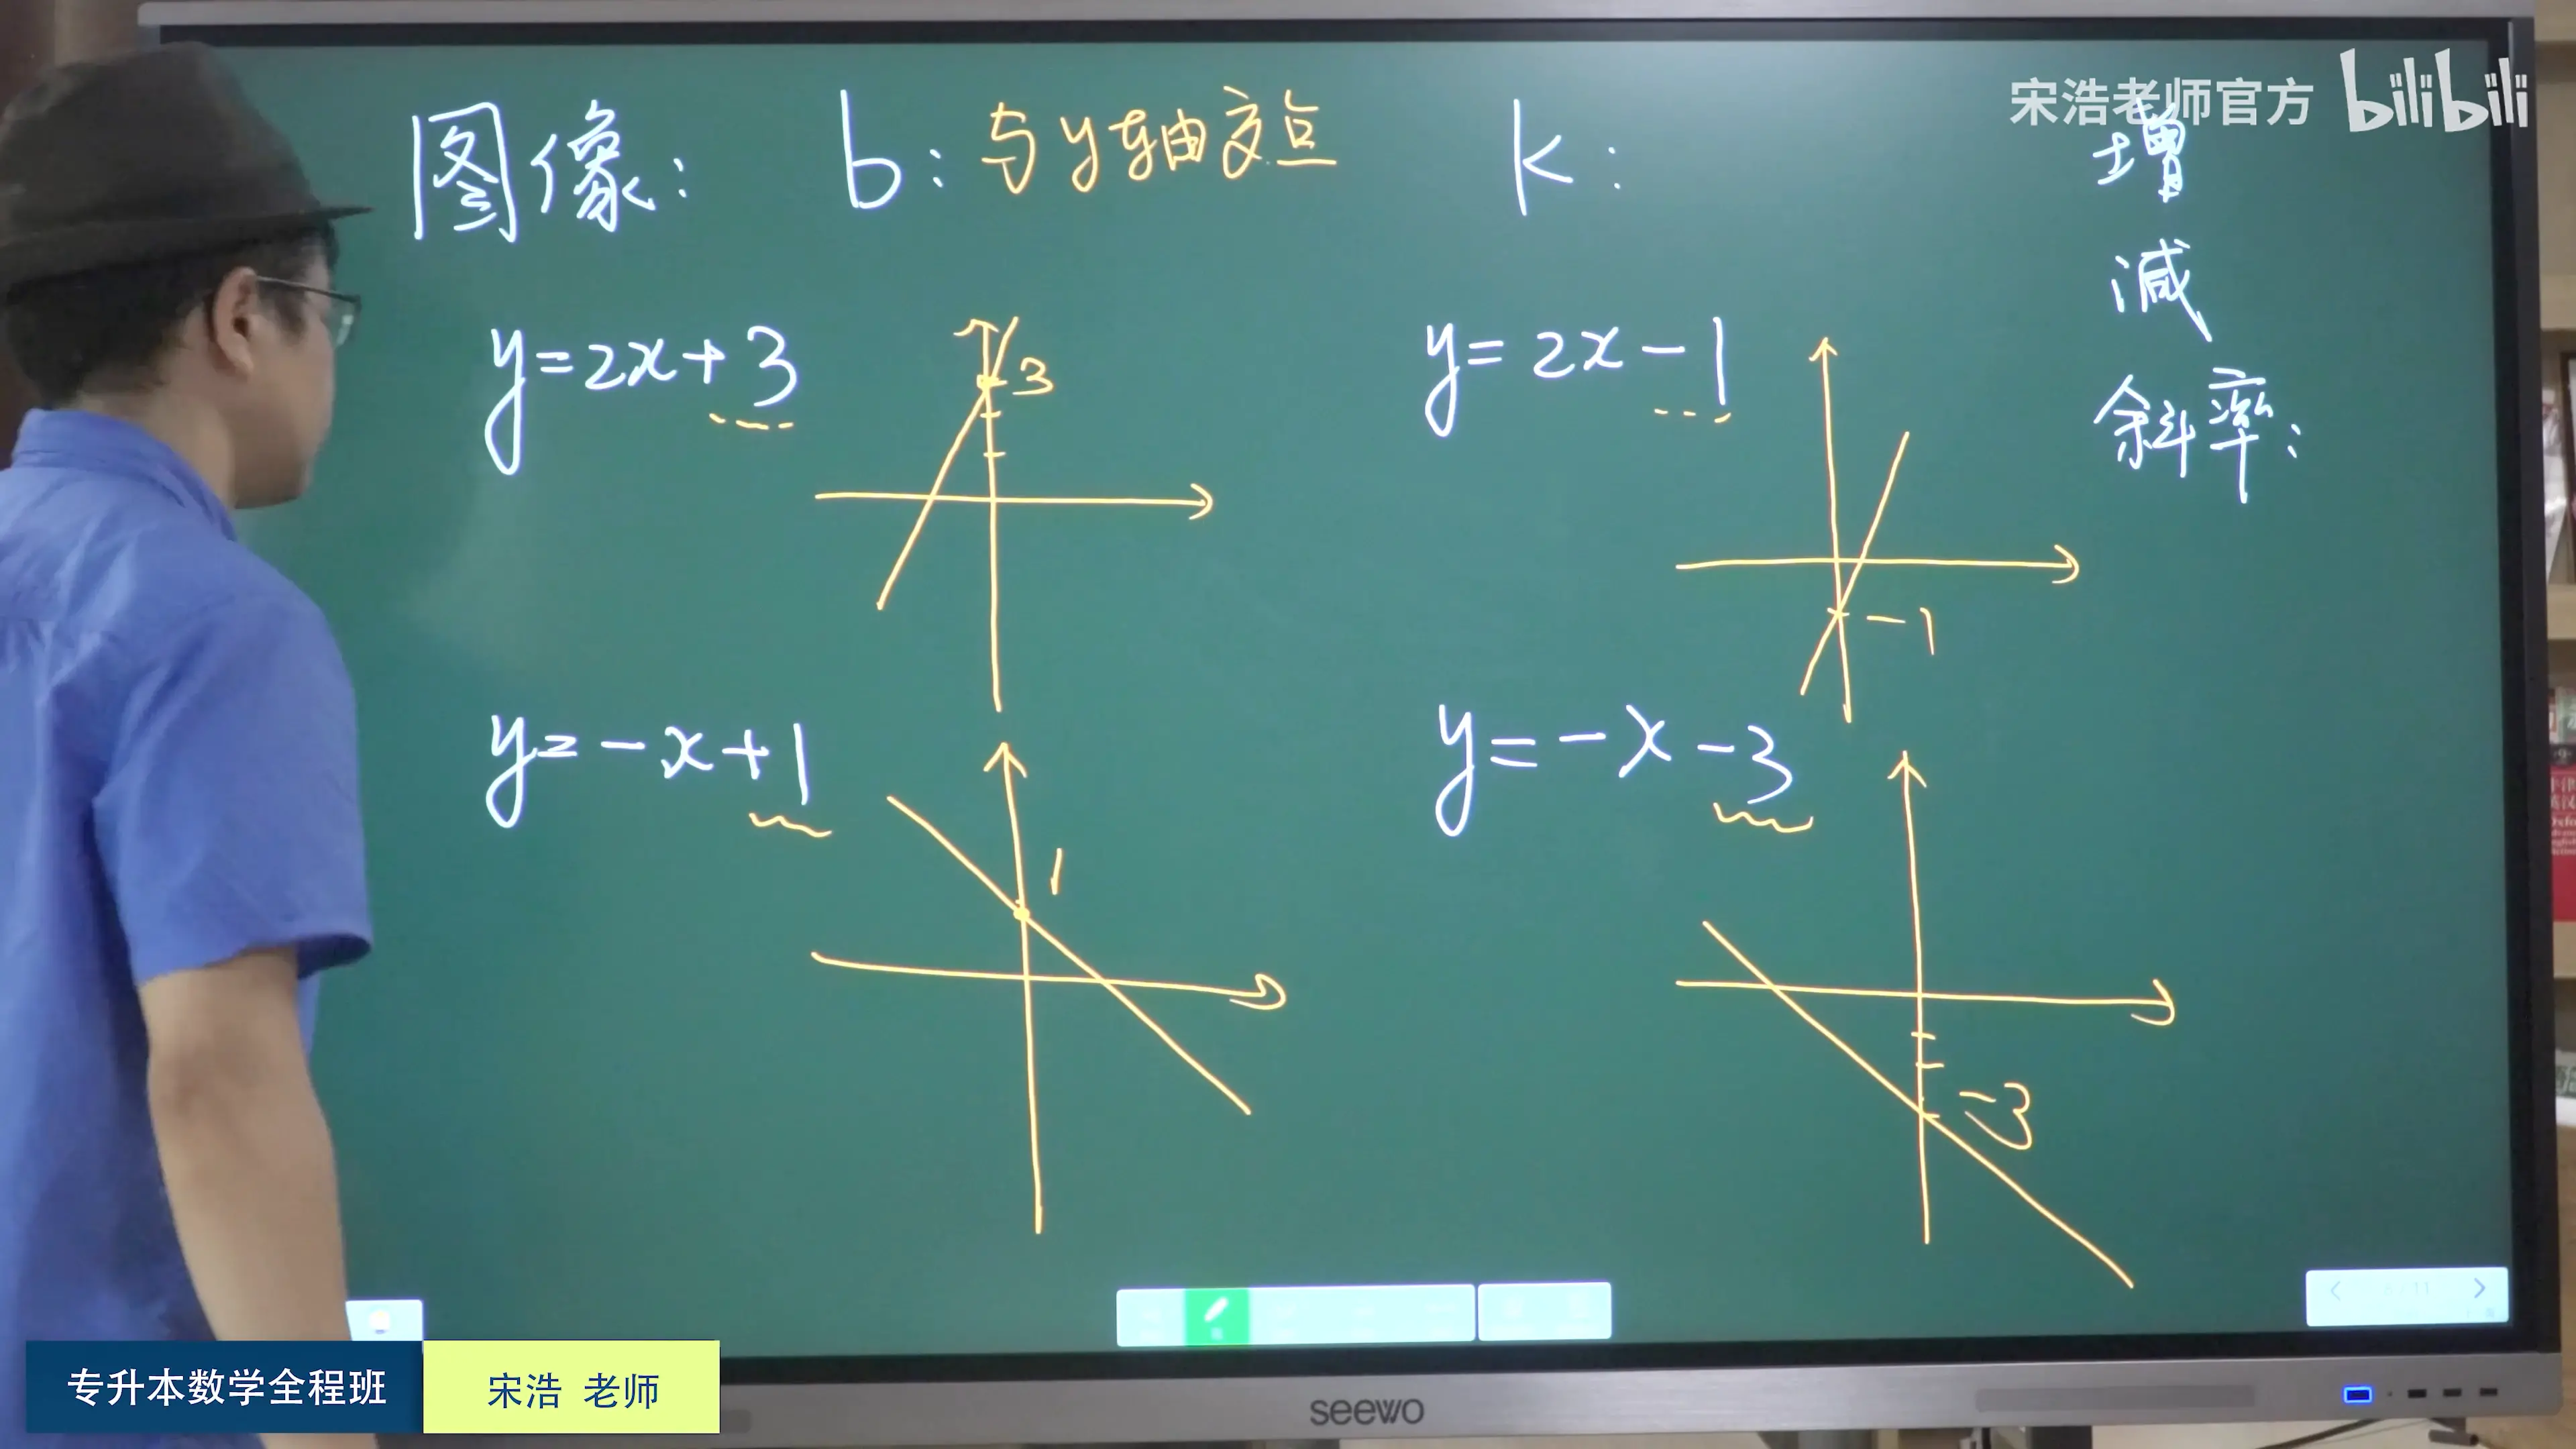 宋浩老师官方 bilibili
图像: b: 与y轴交点 k: 增
减
斜率:
y=2x+3
3
y=2x-1
-1
y=-x+1
1
y=-x-3
-3
专升本数学全程班 宋浩 老师
seewo